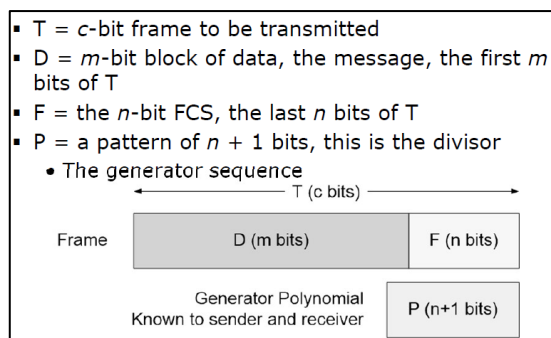 ▪ T = c-bit frame to be transmitted
▪ D = m-bit block of data, the message, the first m
bits of T
▪ F = the n-bit FCS, the last n bits of T
▪ P = a pattern of n + 1 bits, this is the divisor
• The generator sequence
T (c bits)
Frame
D (m bits)
F (n bits)
Generator Polynomial
Known to sender and receiver
P (n+1 bits)